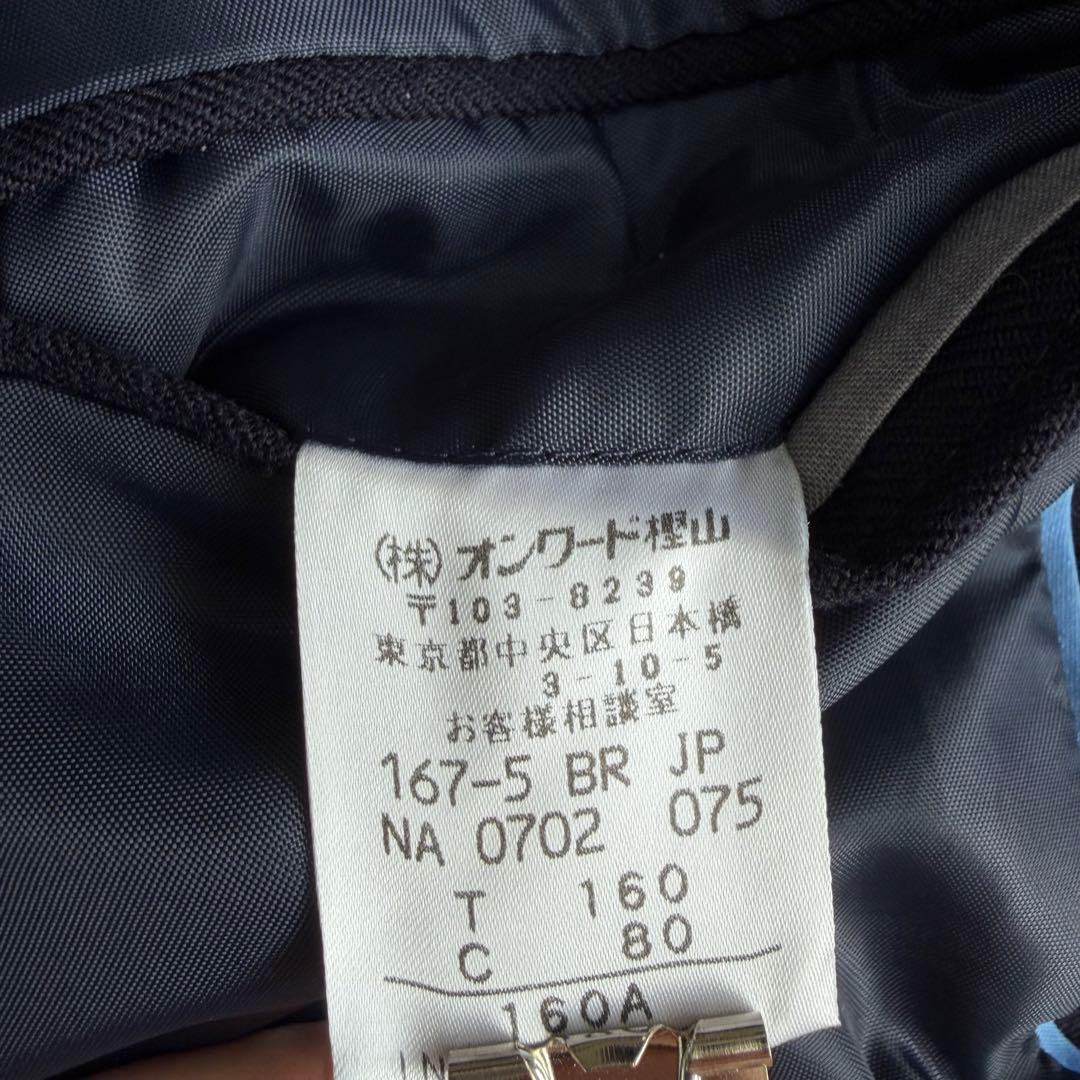 (株)オンワード樫山
〒103-8239
東京都中央区日本橋
3-10-5
お客様相談室
167-5 BR JP
NA 0702 075
T 160
C 80
160A
IN